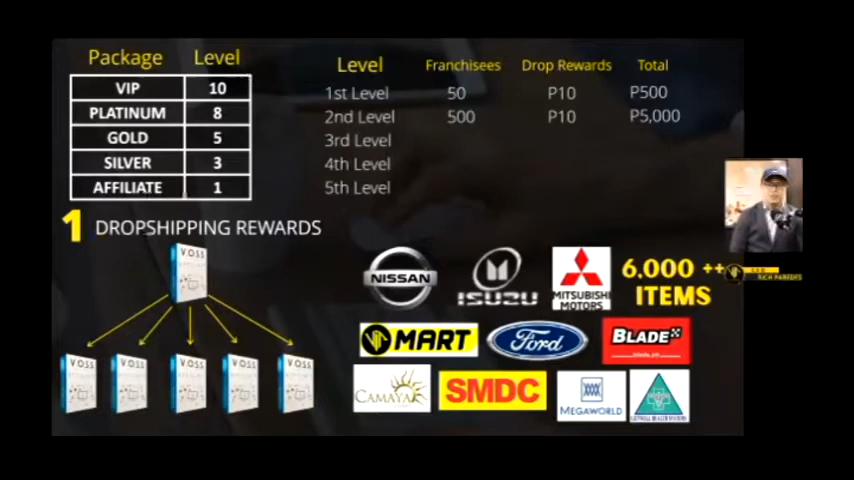 Package Level
VIP 10
PLATINUM 8
GOLD 5
SILVER 3
AFFILIATE 1
Level Franchisees Drop Rewards Total
1st Level 50 P10 P500
2nd Level 500 P10 P5,000
3rd Level
4th Level
5th Level
1 DROPSHIPPING REWARDS
V.O.S.S
V.O.S.S
V.O.S.S
V.O.S.S
V.O.S.S
V.O.S.S
NISSAN
ISUZU
MITSUBISHI
MOTORS
6.000 ++
ITEMS
MART
Ford
BLADE
CAMAYA
SMDC
MEGAWORLD